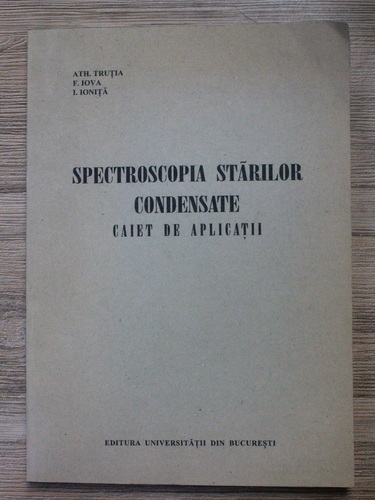 ATH. TRUȚIA
F. IOVA
I. IONIȚĂ
SPECTROSCOPIA STĂRILOR
CONDENSATE
CAIET DE APLICAȚII
EDITURA UNIVERSITĂȚII DIN BUCUREȘTI